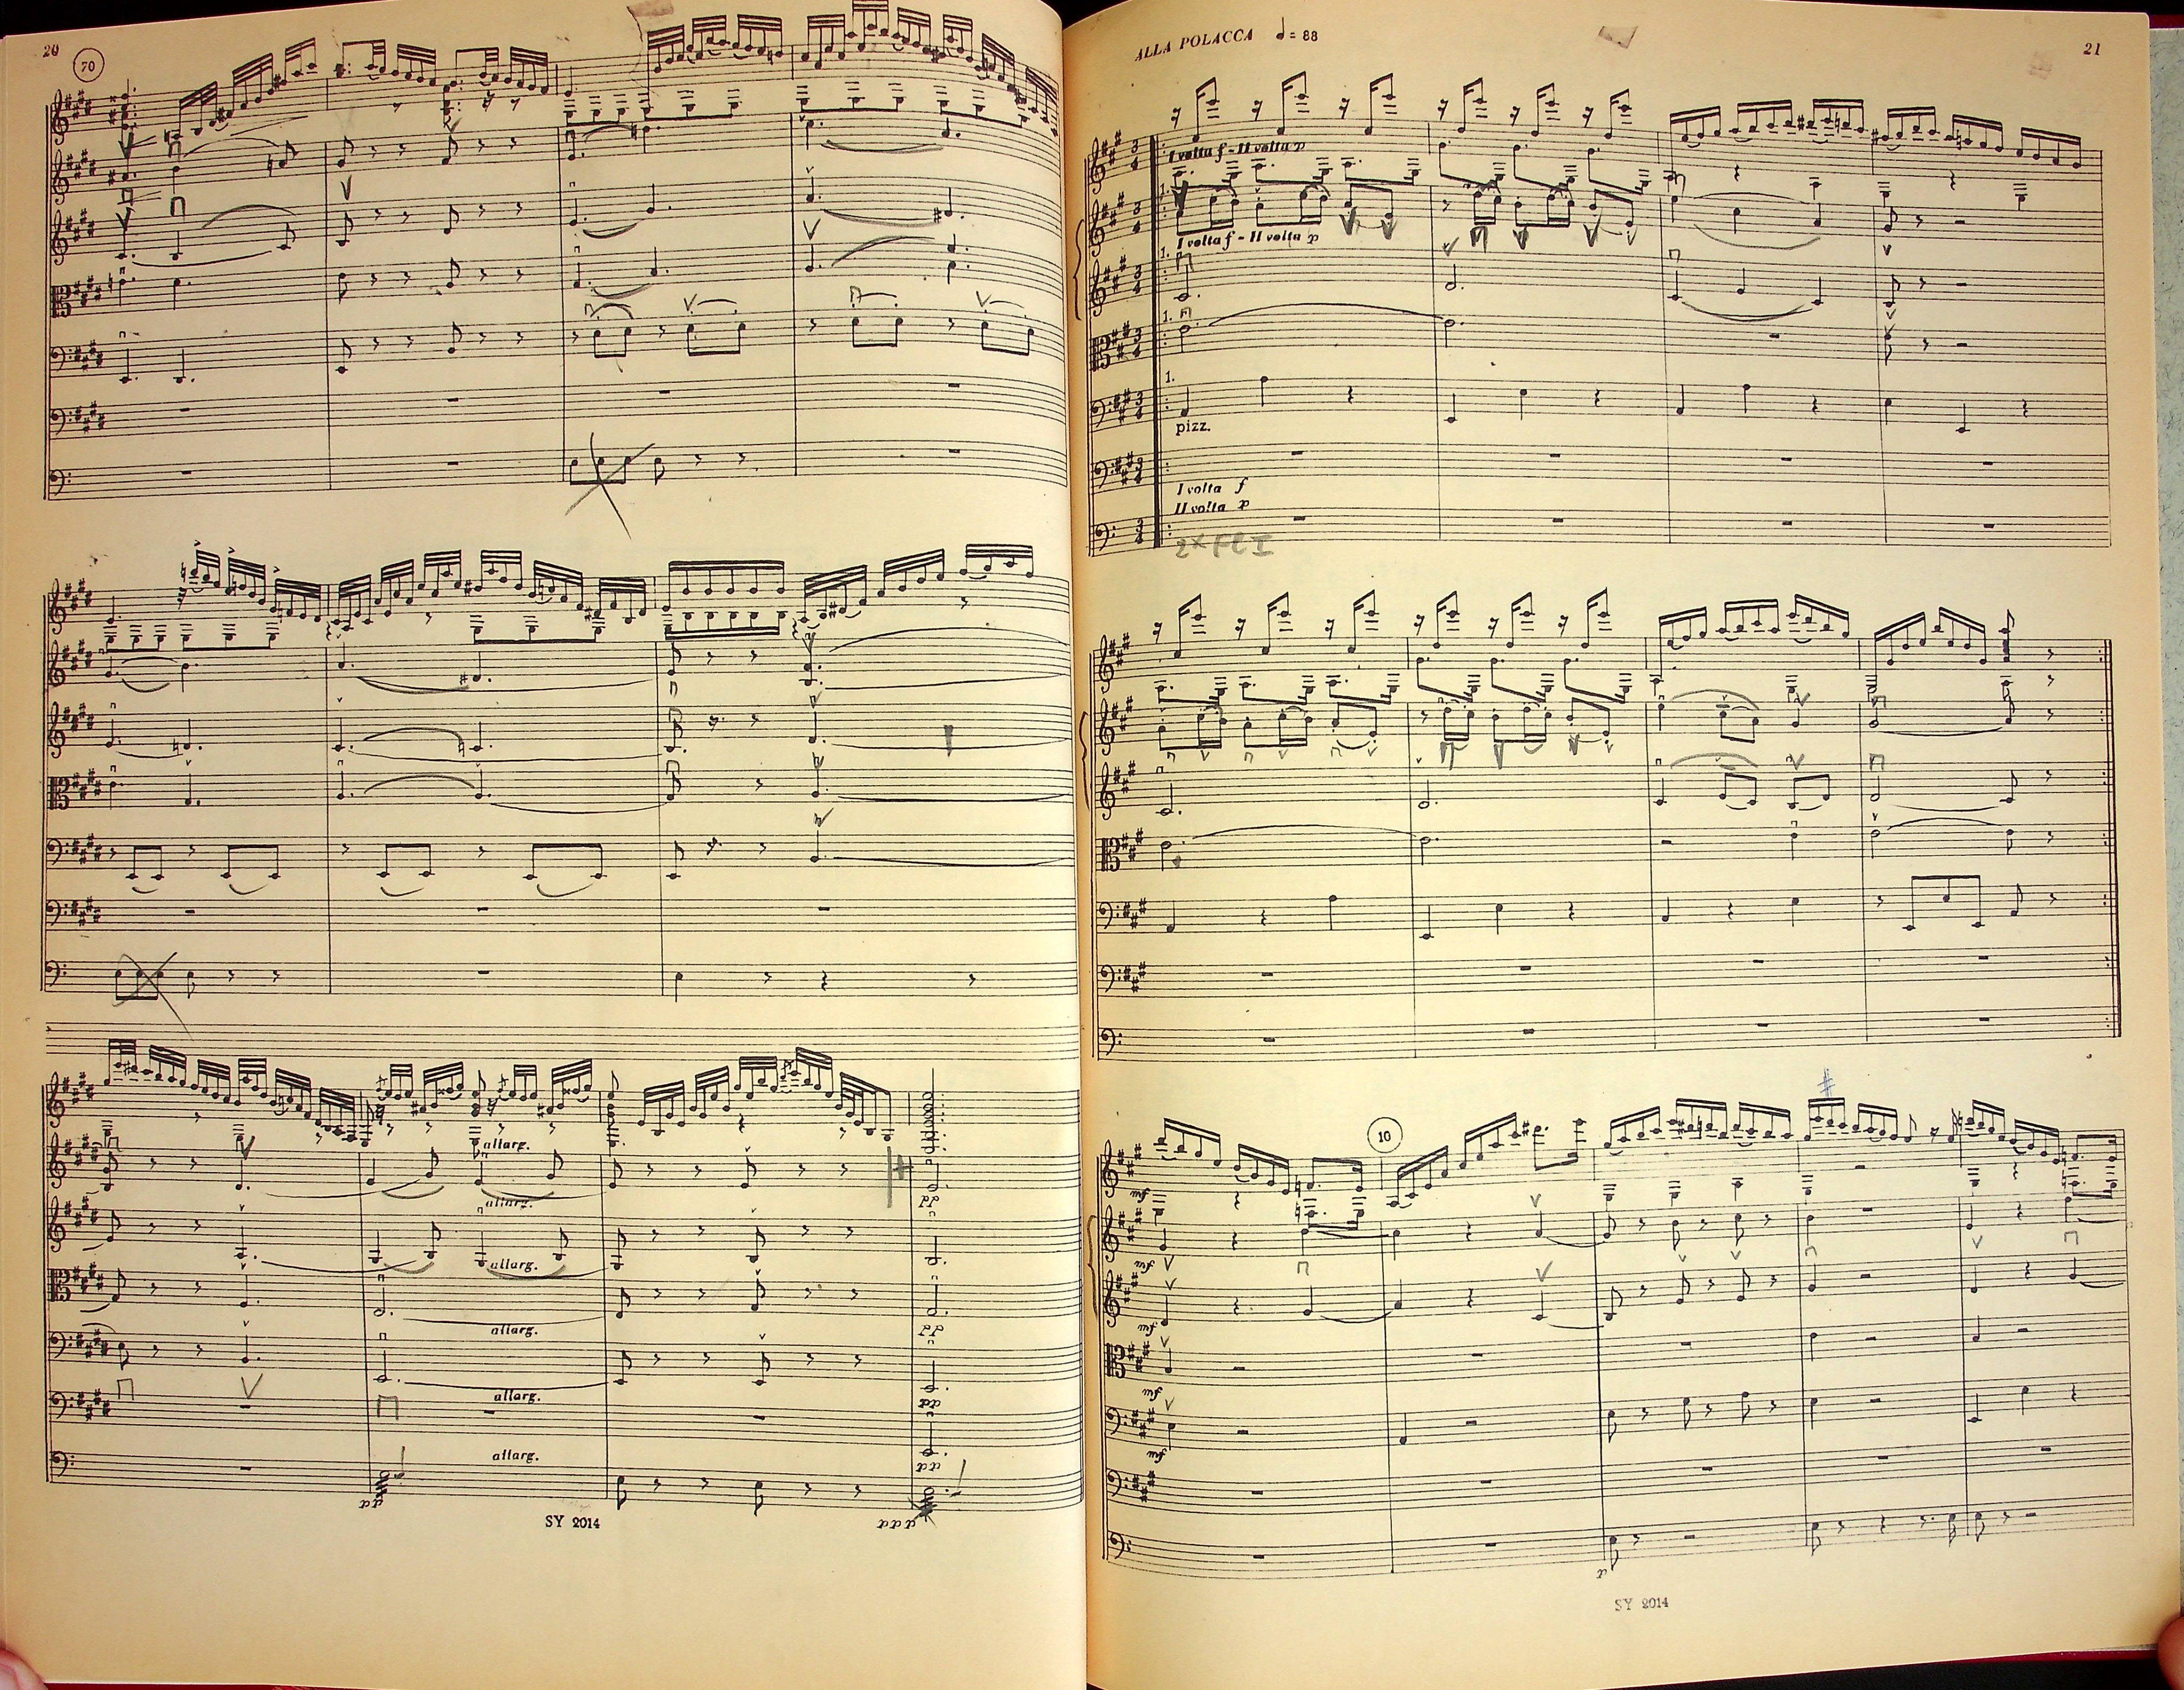 20
70
allarg.
allarg.
pp
allarg.
allarg.
pp
allarg.
pp
allarg.
pp
pp
ppp
SY 2014
ALLA POLACCA ♩= 88
21
I volta f - II volta p
1.
I volta f - II volta p
1.
1.
1.
pizz.
I volta f
II volta p
2x FL I
10
mf
mf
mf
mf
mf
p
SY 2014